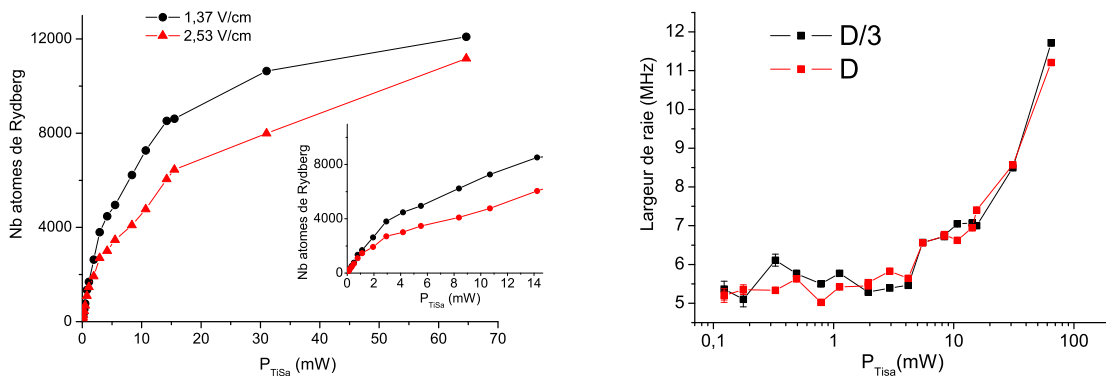 1,37 V/cm
2,53 V/cm
Nb atomes de Rydberg
12000
8000
4000
0
0 10 20 30 40 50 60 70
P_TiSa (mW)
Nb atomes de Rydberg
8000
4000
0
0 2 4 6 8 10 12 14
P_TiSa (mW)
D/3
D
Largeur de raie (MHz)
12
11
10
9
8
7
6
5
0,1 1 10 100
P_Tisa (mW)